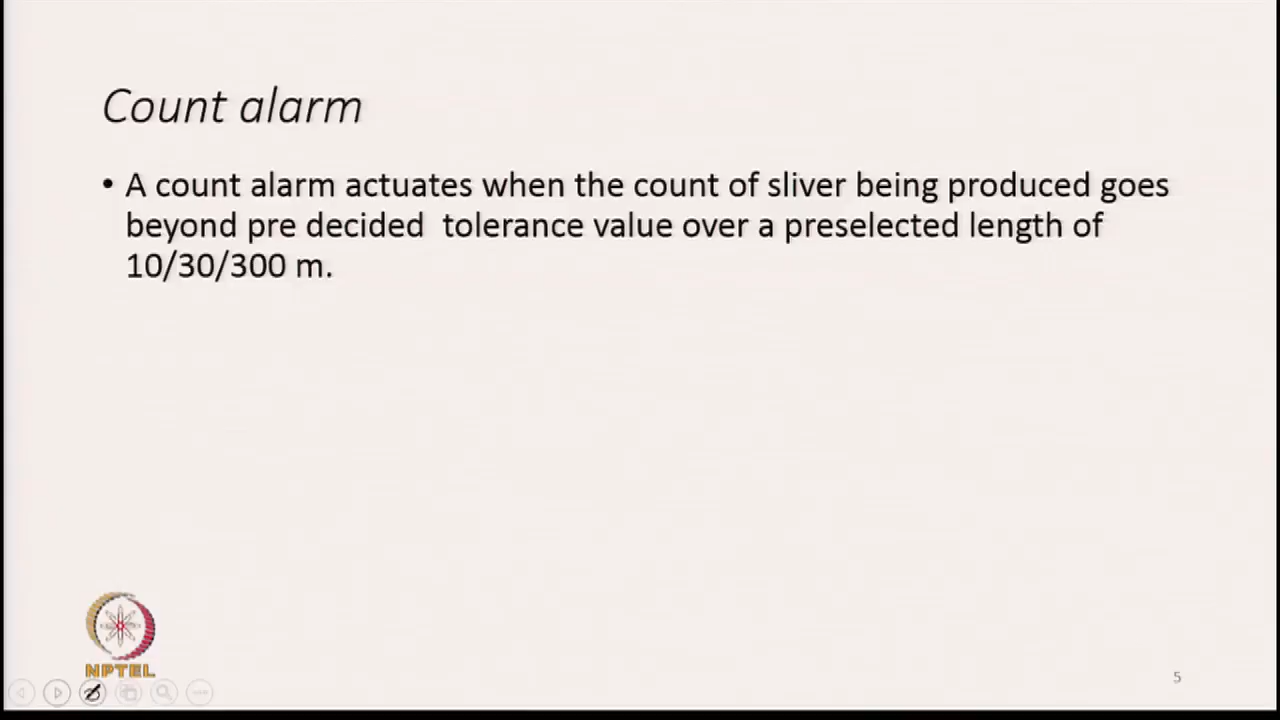 Count alarm
• A count alarm actuates when the count of sliver being produced goes
beyond pre decided  tolerance value over a preselected length of
10/30/300 m.
NPTEL
5